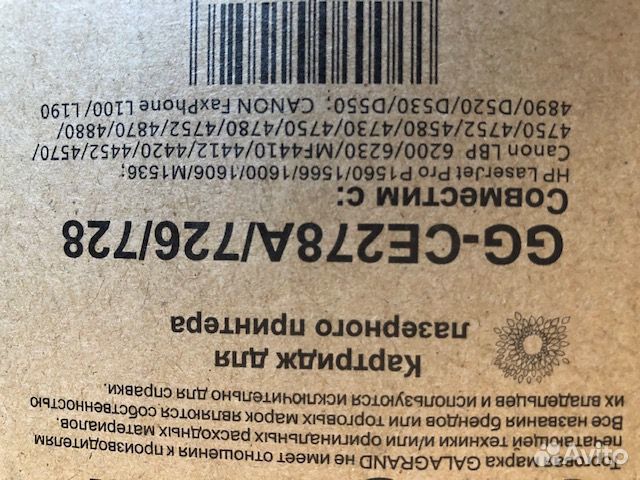 Торговая марка GALAGRAND не имеет отношения к производителям
печатающей техники и/или оригинальных расходных материалов.
Все названия брендов или торговых марок являются собственностью
их владельцев и используются исключительно для справки.
Картридж для
лазерного принтера
GG-CE278A/726/728
Совместим с:
HP LaserJet Pro P1560/1566/1600/1606/M1536;
Canon LBP 6200/6230/MF4410/4412/4420/4452/4570/
4750/4752/4580/4730/4750/4780/4752/4870/4880/
4890/D520/D530/D550; CANON FaxPhone L100/L190
Avito